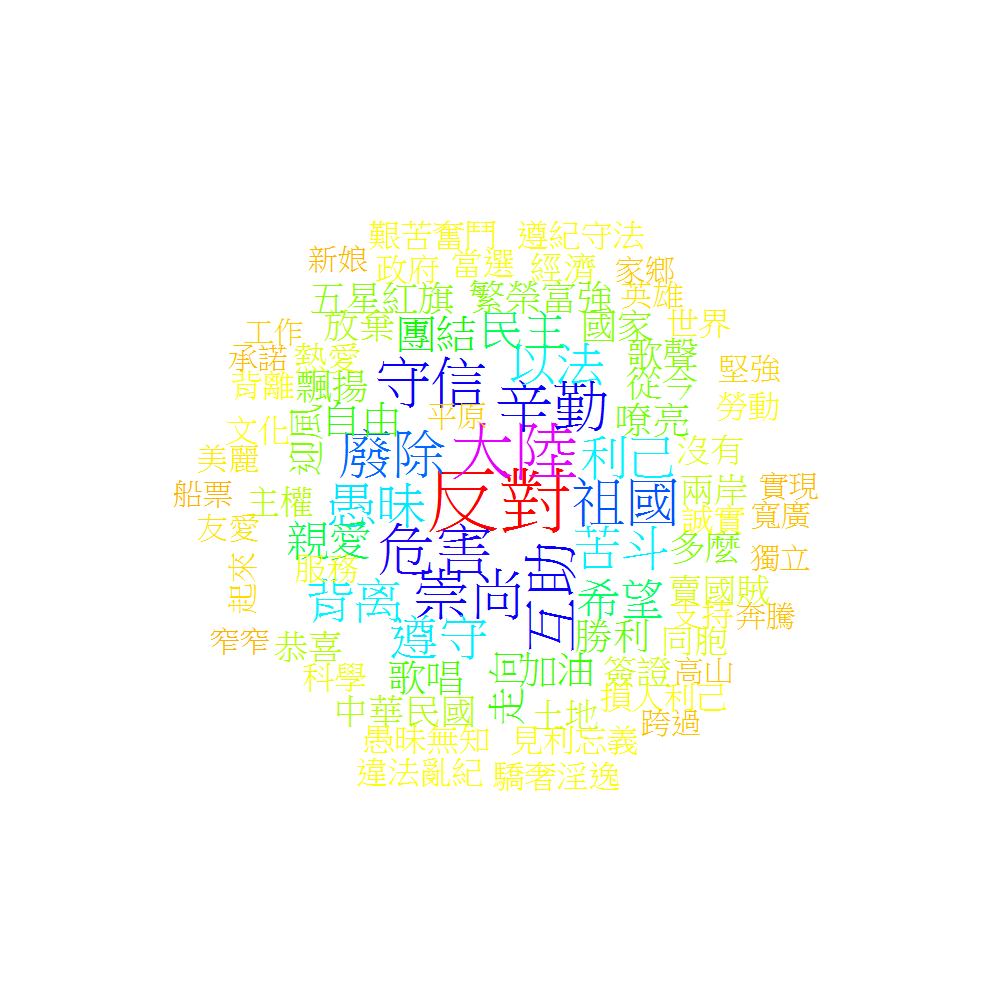 艱苦奮鬥 遵紀守法
新娘 政府 當選 經濟 家鄉
五星紅旗 繁榮富強 英雄
工作 放棄 團結 民主 國家 世界
承諾 熱愛 守信 以法 歌聲 堅強
背離 飄揚 辛勤 從今 勞動
文化 迎風 自由 平原 嘹亮
美麗 廢除 大陸 利己 沒有
船票 主權 愚昧 反對 祖國 兩岸 實現
友愛 親愛 危害 誠實 寬廣
起來 服務 苦斗 多麼 獨立
背离 崇尚 互助 希望 賣國賊
窄窄 恭喜 遵守 勝利 支持 奔騰
同胞
科學 歌唱 走向 加油 簽證 高山
中華民國 土地 損人利己
愚昧無知 見利忘義 跨過
違法亂紀 驕奢淫逸